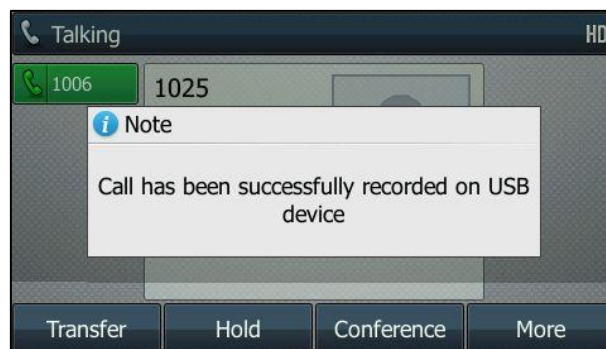 Talking
HD
1006
1025
Note
Call has been successfully recorded on USB
device
Transfer
Hold
Conference
More